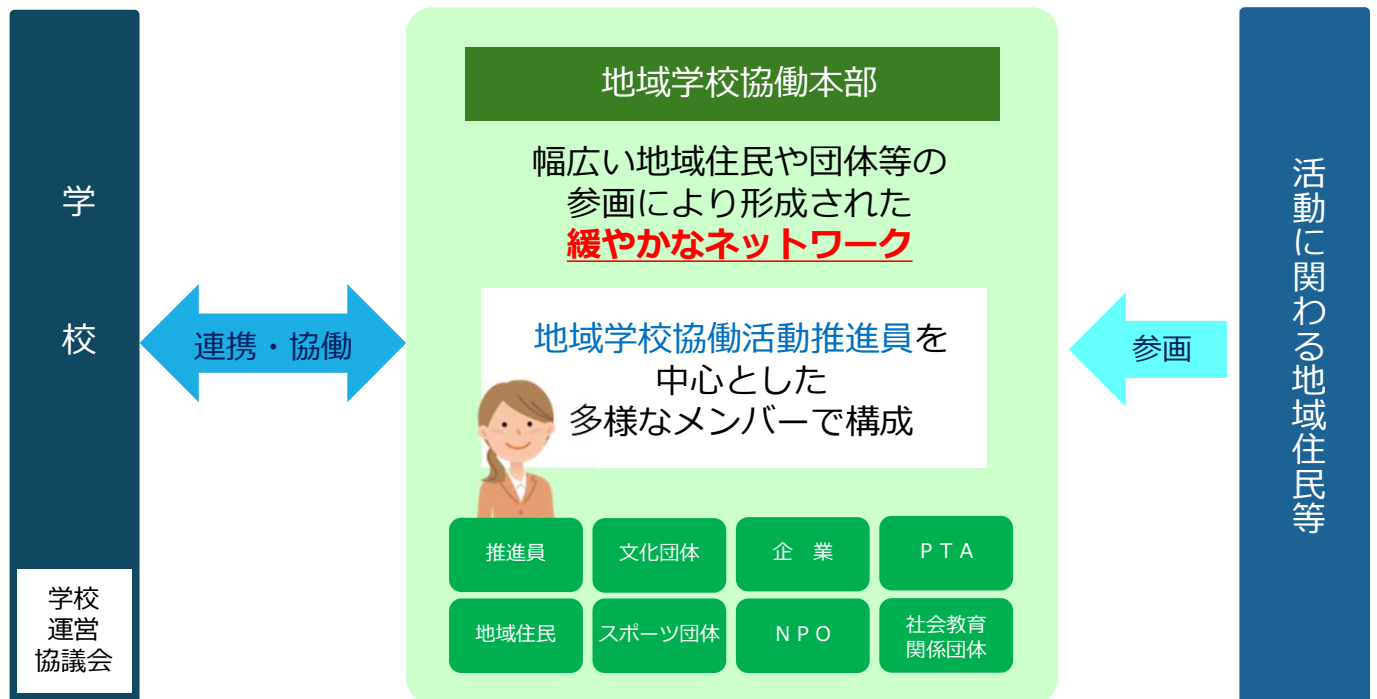 学
校
学校
運営
協議会
連携・協働
地域学校協働本部
幅広い地域住民や団体等の
参画により形成された
緩やかなネットワーク
地域学校協働活動推進員を
中心とした
多様なメンバーで構成
推進員
文化団体
企　業
ＰＴＡ
地域住民
スポーツ団体
ＮＰＯ
社会教育
関係団体
参画
活動に関わる地域住民等